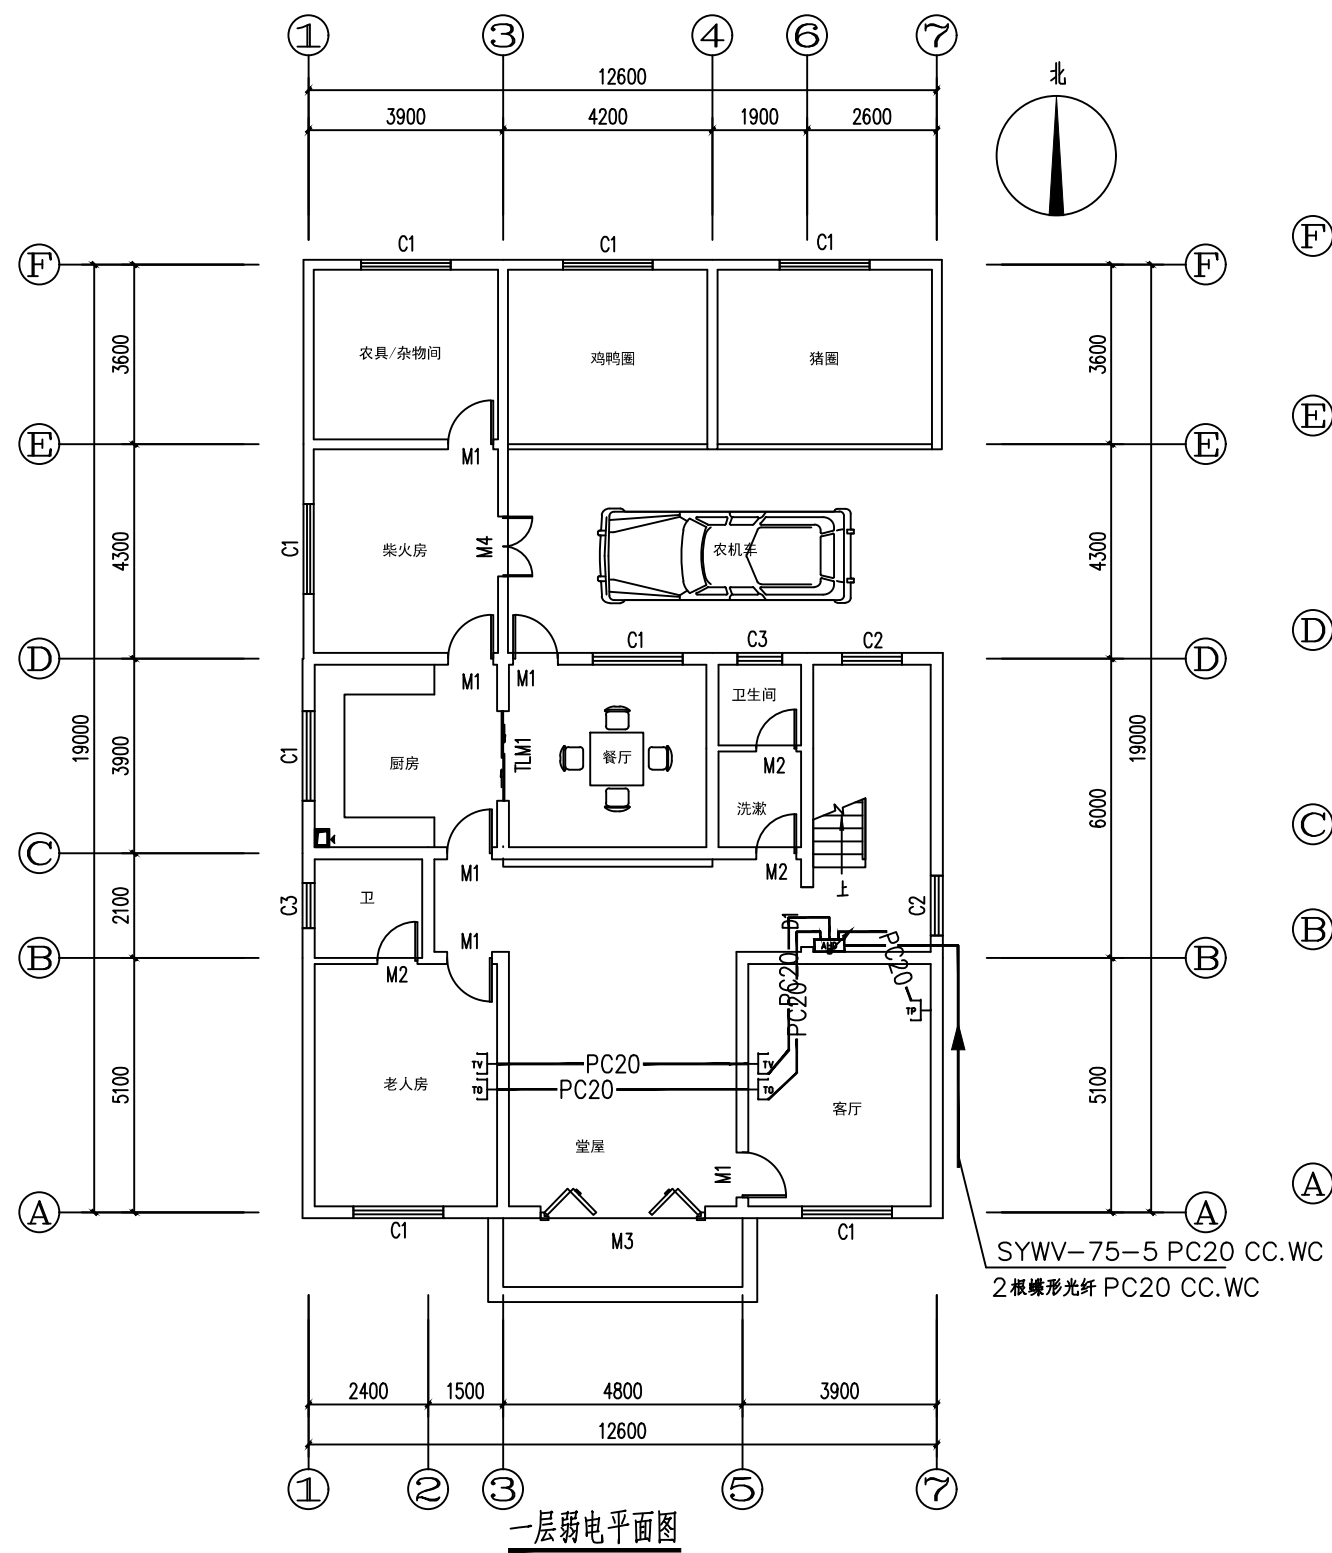 1 3 4 6 7
北
12600
3900 4200 1900 2600
F F F
C1 C1 C1
3600 农具/杂物间 鸡鸭圈 猪圈 3600
E E E
M1
19000 4300 C1 柴火房 M4 农机车 4300 19000
C1 C3 C2
D D D
M1 M1
卫生间
3900 C1 厨房 TLM1 餐厅 M2 6000
洗漱
C C C
M1 M2
上
2100 C3 卫 C2
D1
M1 AHD PC20
B B B
M2 PC20 PC20
TP
TV PC20 TV
TO PC20 TO
5100 老人房 客厅 5100
堂屋
M1
A A A
C1 M3 C1
SYWV-75-5 PC20 CC.WC
2根蝶形光纤 PC20 CC.WC
2400 1500 4800 3900
12600
1 2 3 5 7
一层弱电平面图